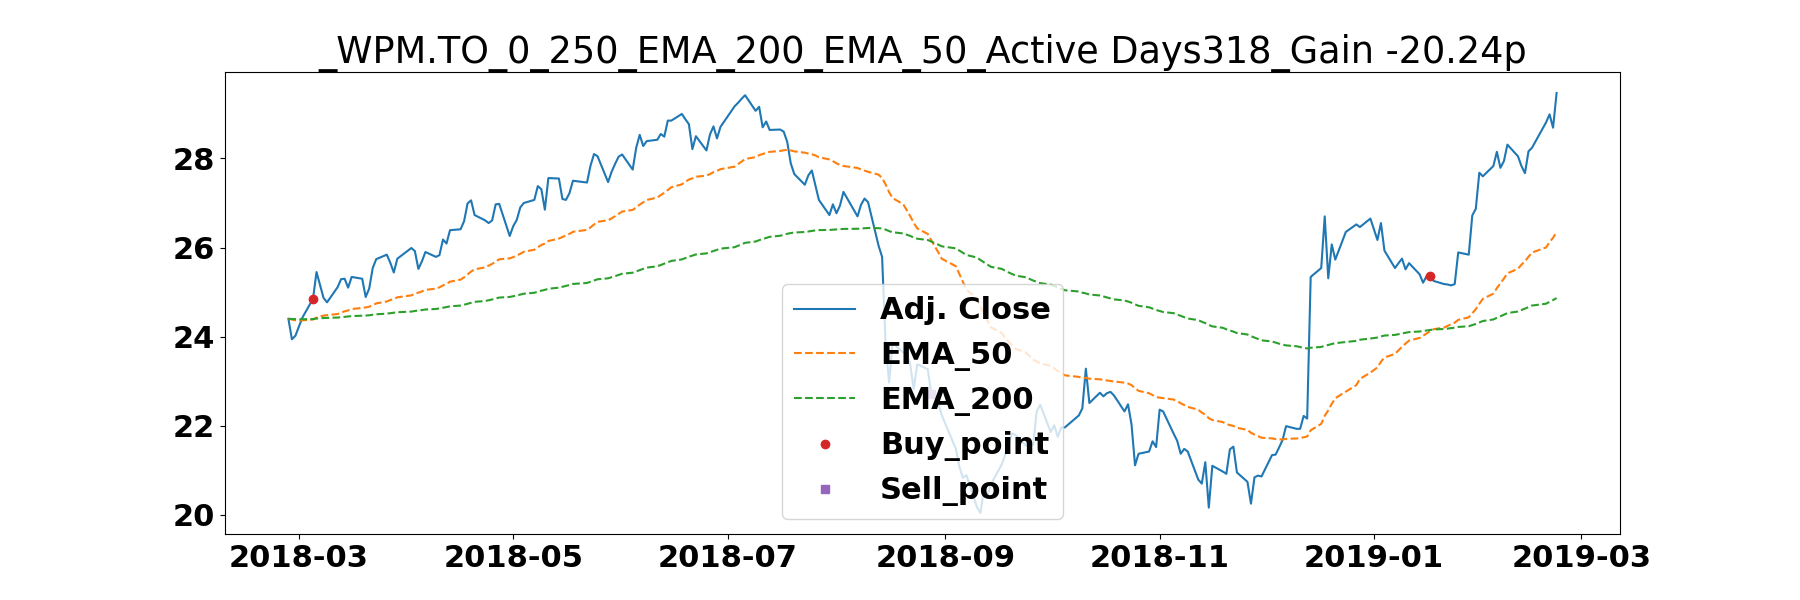 _WPM.TO_0_250_EMA_200_EMA_50_Active Days318_Gain -20.24p
28
26
24
22
20
Adj. Close
EMA_50
EMA_200
Buy_point
Sell_point
2018-03 2018-05 2018-07 2018-09 2018-11 2019-01 2019-03